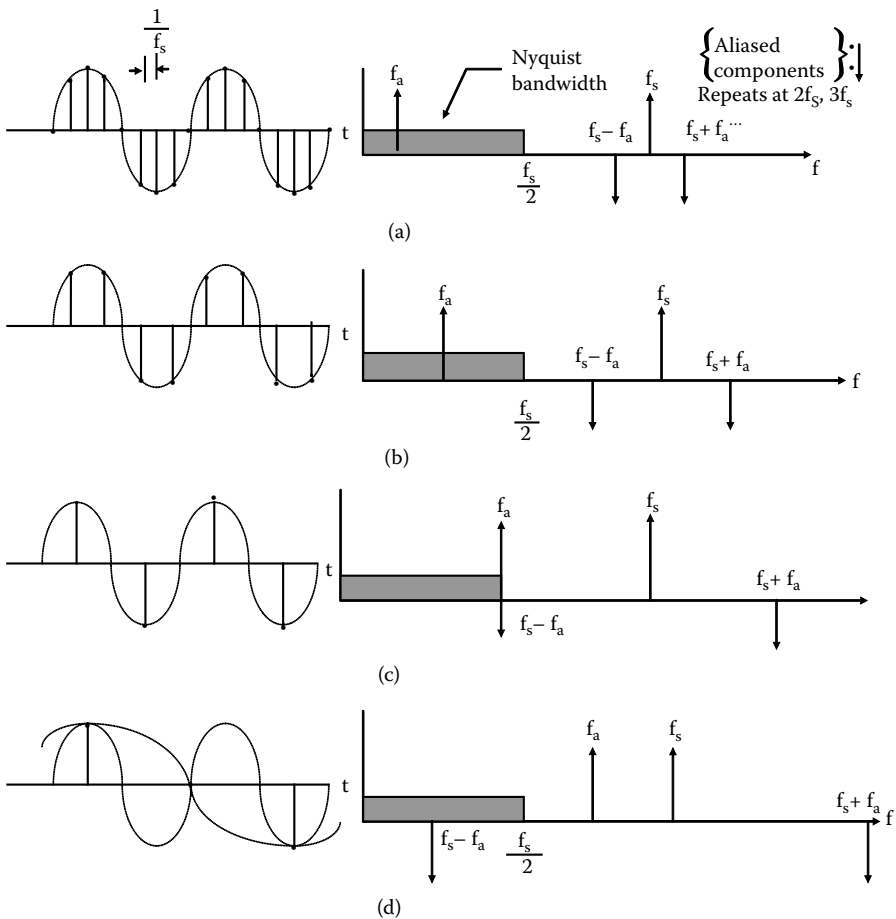 1
f_s
t
f_a
Nyquist
bandwidth
f_s
{Aliased
components}:
Repeats at 2f_S, 3f_s
f_s– f_a
f_s+ f_a...
f_s
2
f
(a)
t
f_a
f_s
f_s– f_a
f_s+ f_a
f_s
2
f
(b)
t
f_a
f_s
f_s+ f_a
f_s– f_a
(c)
t
f_a
f_s
f_s+ f_a
f
f_s– f_a
f_s
2
(d)